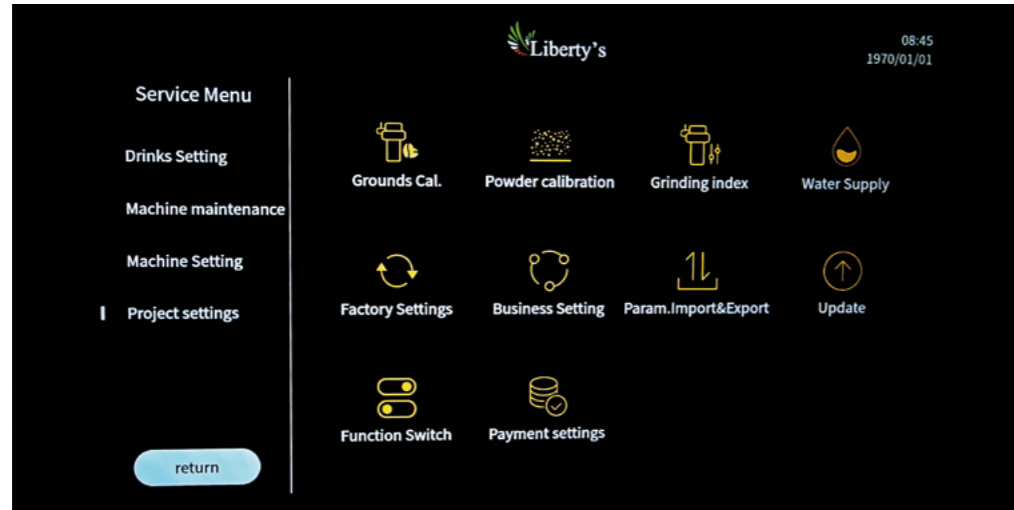 Liberty's
08:45
1970/01/01
Service Menu
Drinks Setting
Machine maintenance
Machine Setting
Project settings
return
Grounds Cal.
Powder calibration
Grinding index
Water Supply
Factory Settings
Business Setting
Param.Import&Export
Update
Function Switch
Payment settings